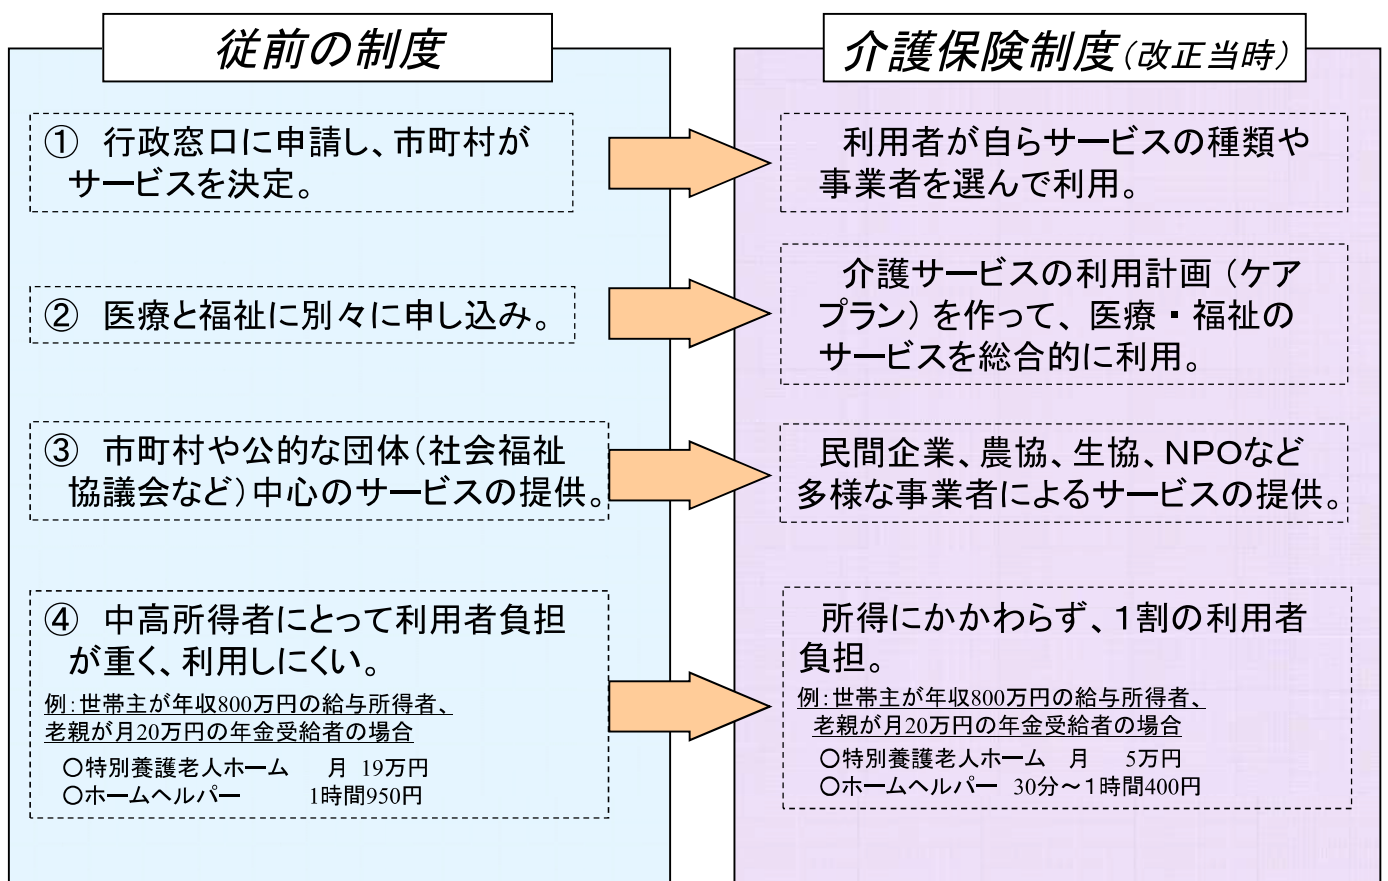 従前の制度
① 行政窓口に申請し、市町村が
サービスを決定。
② 医療と福祉に別々に申し込み。
③ 市町村や公的な団体(社会福祉
協議会など)中心のサービスの提供。
④ 中高所得者にとって利用者負担
が重く、利用しにくい。
例:世帯主が年収800万円の給与所得者、
老親が月20万円の年金受給者の場合
○特別養護老人ホーム 月 19万円
○ホームヘルパー 1時間950円
介護保険制度(改正当時)
利用者が自らサービスの種類や
事業者を選んで利用。
介護サービスの利用計画(ケア
プラン)を作って、医療・福祉の
サービスを総合的に利用。
民間企業、農協、生協、NPOなど
多様な事業者によるサービスの提供。
所得にかかわらず、1割の利用者
負担。
例:世帯主が年収800万円の給与所得者、
老親が月20万円の年金受給者の場合
○特別養護老人ホーム 月 5万円
○ホームヘルパー 30分~1時間400円